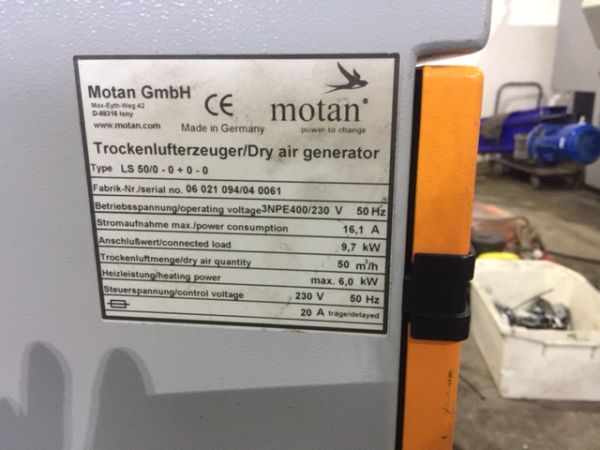 Motan GmbH
Max-Eyth-Weg 42
D-88316 Isny
www.motan.com
CE
Made in Germany
motan®
power to change
Trockenlufterzeuger/Dry air generator
Type LS 50/0 - 0 + 0 - 0
Fabrik-Nr./serial no. 06 021 094/04 0061
Betriebsspannung/operating voltage 3NPE400/230 V 50 Hz
Stromaufnahme max./power consumption 16,1 A
Anschlußwert/connected load 9,7 kW
Trockenluftmenge/dry air quantity 50 m³/h
Heizleistung/heating power max. 6,0 kW
Steuerspannung/control voltage 230 V 50 Hz
20 A träge/delayed